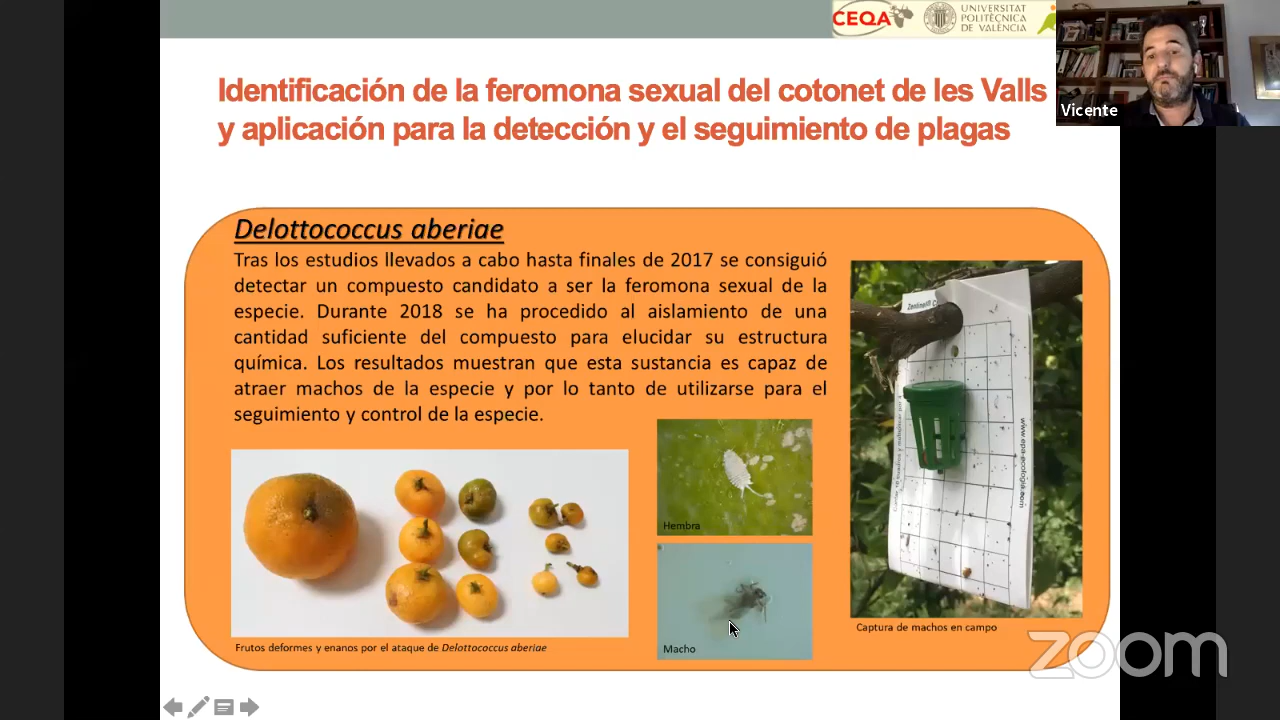 CEQA
UNIVERSITAT
POLITÈCNICA
DE VALÈNCIA
Vicente
Identificación de la feromona sexual del cotonet de les Valls
y aplicación para la detección y el seguimiento de plagas
Delottococcus aberiae
Tras los estudios llevados a cabo hasta finales de 2017 se consiguió
detectar un compuesto candidato a ser la feromona sexual de la
especie. Durante 2018 se ha procedido al aislamiento de una
cantidad suficiente del compuesto para elucidar su estructura
química. Los resultados muestran que esta sustancia es capaz de
atraer machos de la especie y por lo tanto de utilizarse para el
seguimiento y control de la especie.
Hembra
Macho
www.epa-ecologia.com
Frutos deformes y enanos por el ataque de Delottococcus aberiae
Captura de machos en campo
zoom